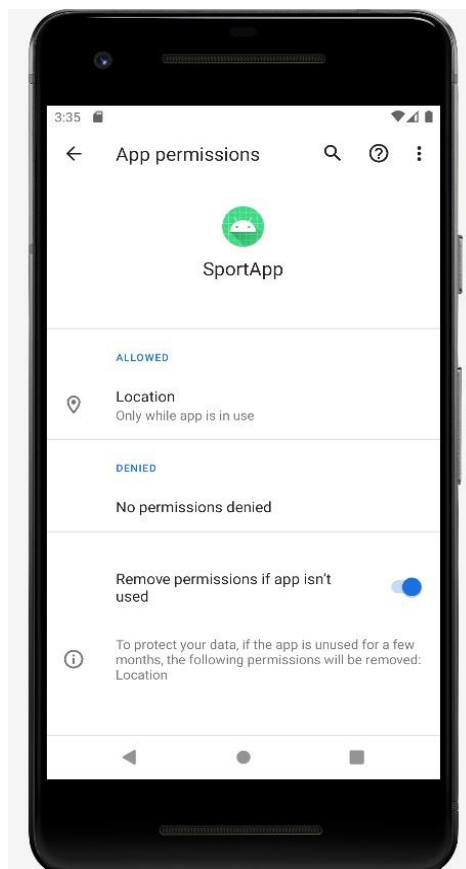 3:35
App permissions
SportApp
ALLOWED
Location
Only while app is in use
DENIED
No permissions denied
Remove permissions if app isn't
used
To protect your data, if the app is unused for a few
months, the following permissions will be removed:
Location